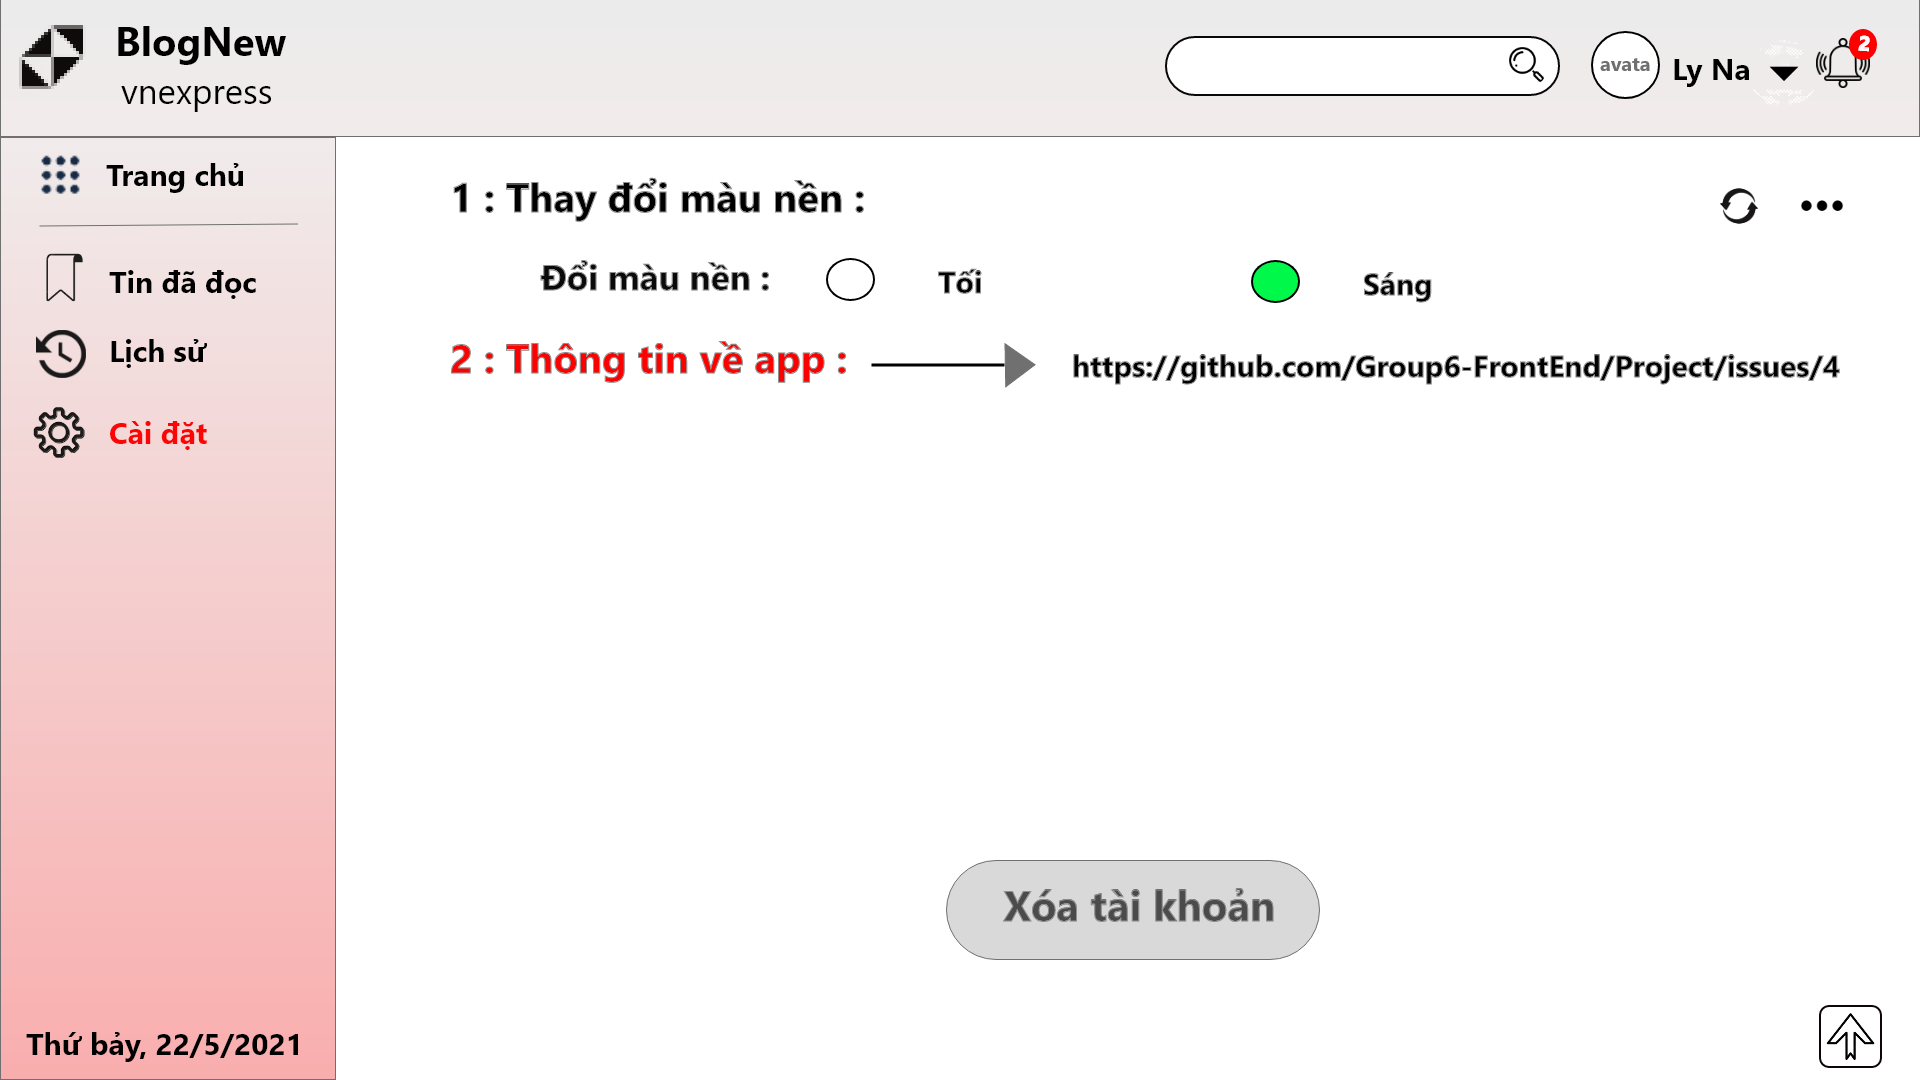 BlogNew
vnexpress
avata
Ly Na
2
Trang chủ
Tin đã đọc
Lịch sử
Cài đặt
Thứ bảy, 22/5/2021
1 : Thay đổi màu nền :
Đổi màu nền :
Tối
Sáng
2 : Thông tin về app :
https://github.com/Group6-FrontEnd/Project/issues/4
Xóa tài khoản